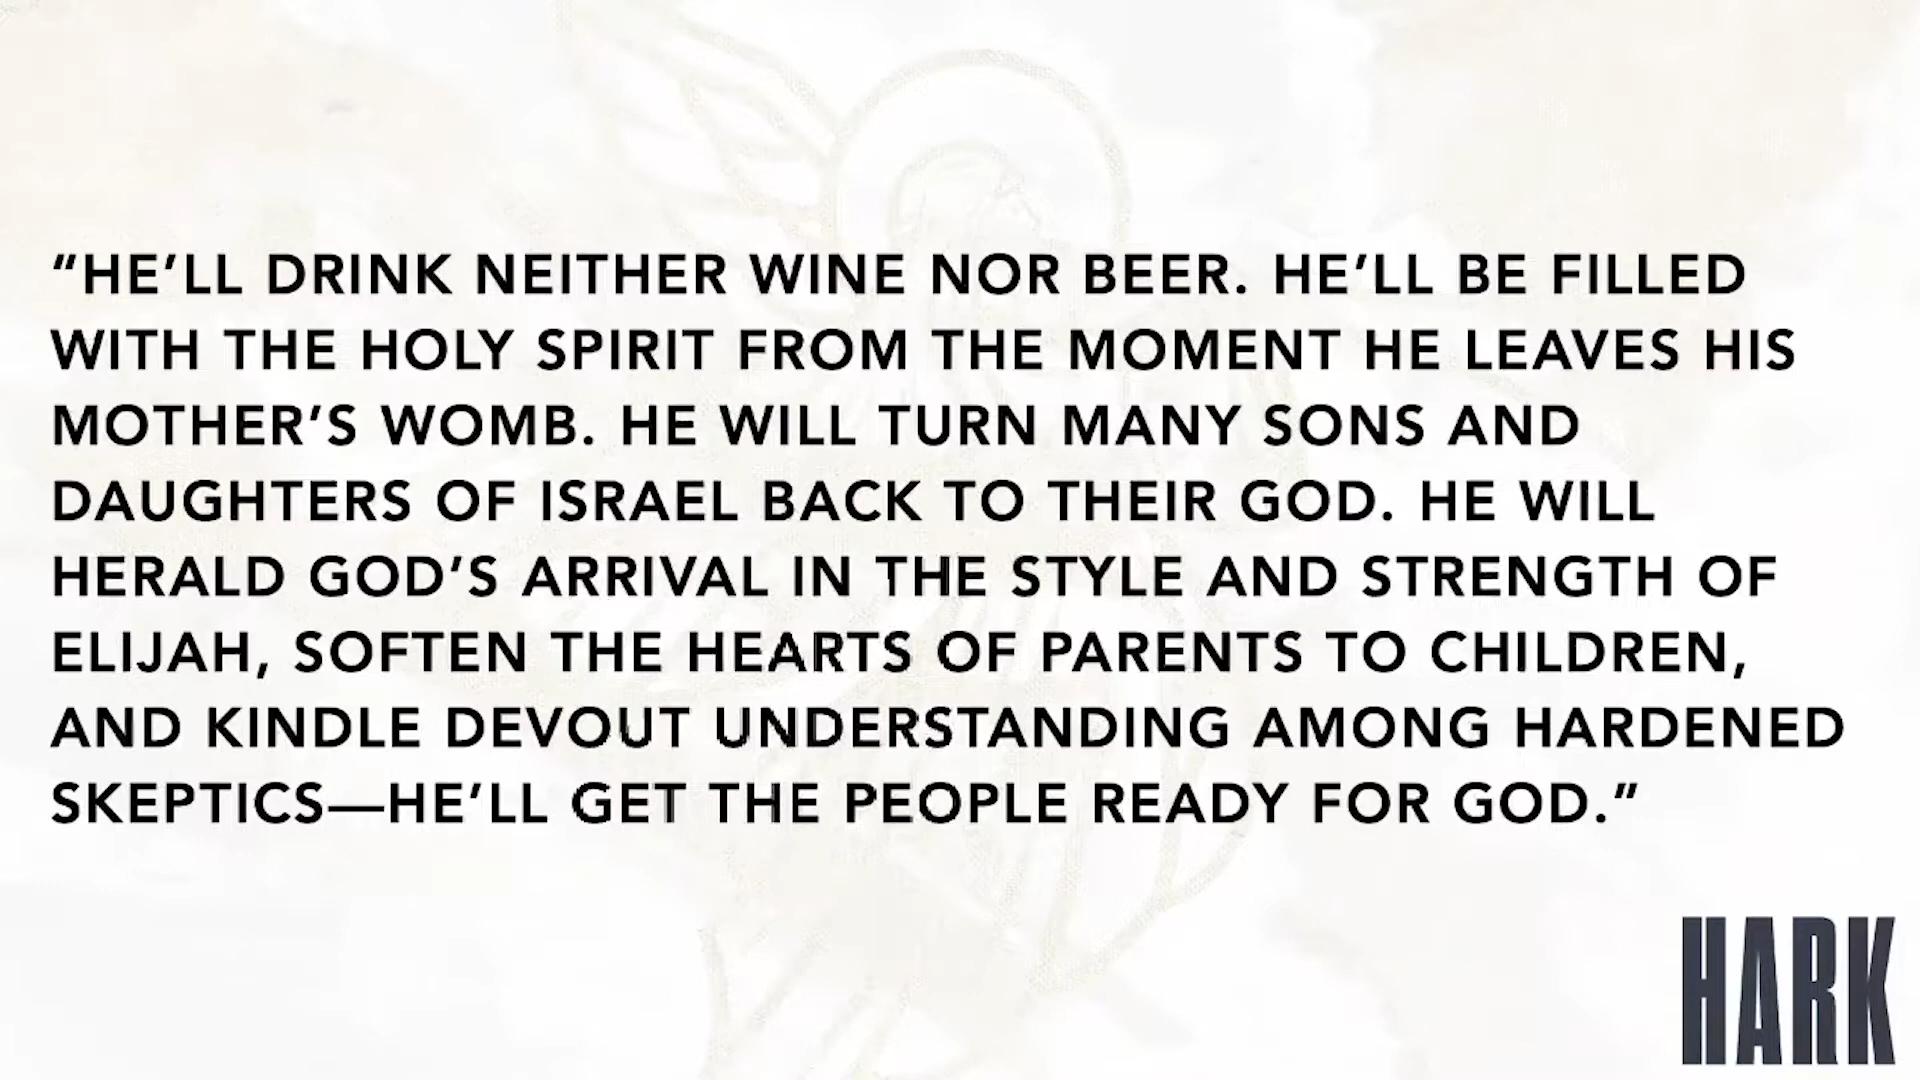 “HE’LL DRINK NEITHER WINE NOR BEER. HE’LL BE FILLED
WITH THE HOLY SPIRIT FROM THE MOMENT HE LEAVES HIS
MOTHER’S WOMB. HE WILL TURN MANY SONS AND
DAUGHTERS OF ISRAEL BACK TO THEIR GOD. HE WILL
HERALD GOD’S ARRIVAL IN THE STYLE AND STRENGTH OF
ELIJAH, SOFTEN THE HEARTS OF PARENTS TO CHILDREN,
AND KINDLE DEVOUT UNDERSTANDING AMONG HARDENED
SKEPTICS—HE’LL GET THE PEOPLE READY FOR GOD.”
HARK